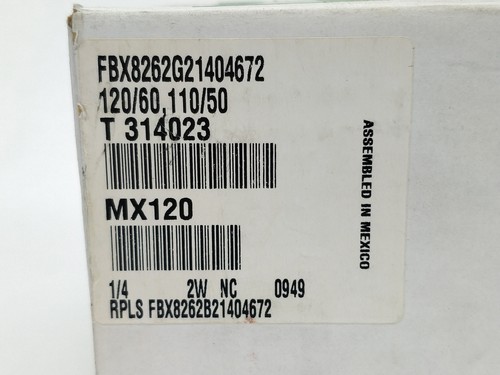 FBX8262G21404672
120/60,110/50
T 314023
MX120
1/4 2W NC 0949
RPLS FBX8262B21404672
ASSEMBLED IN MEXICO